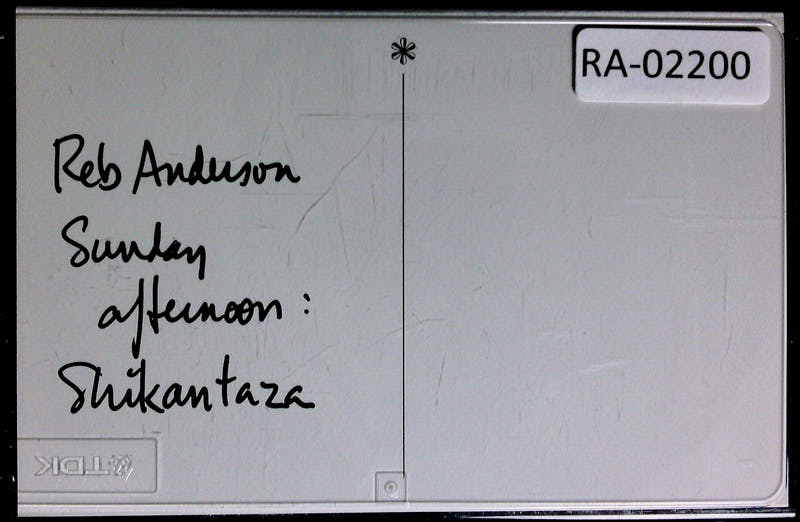 *
RA-02200
Reb Anderson
Sunday
afternoon:
Shikantaza
TDK